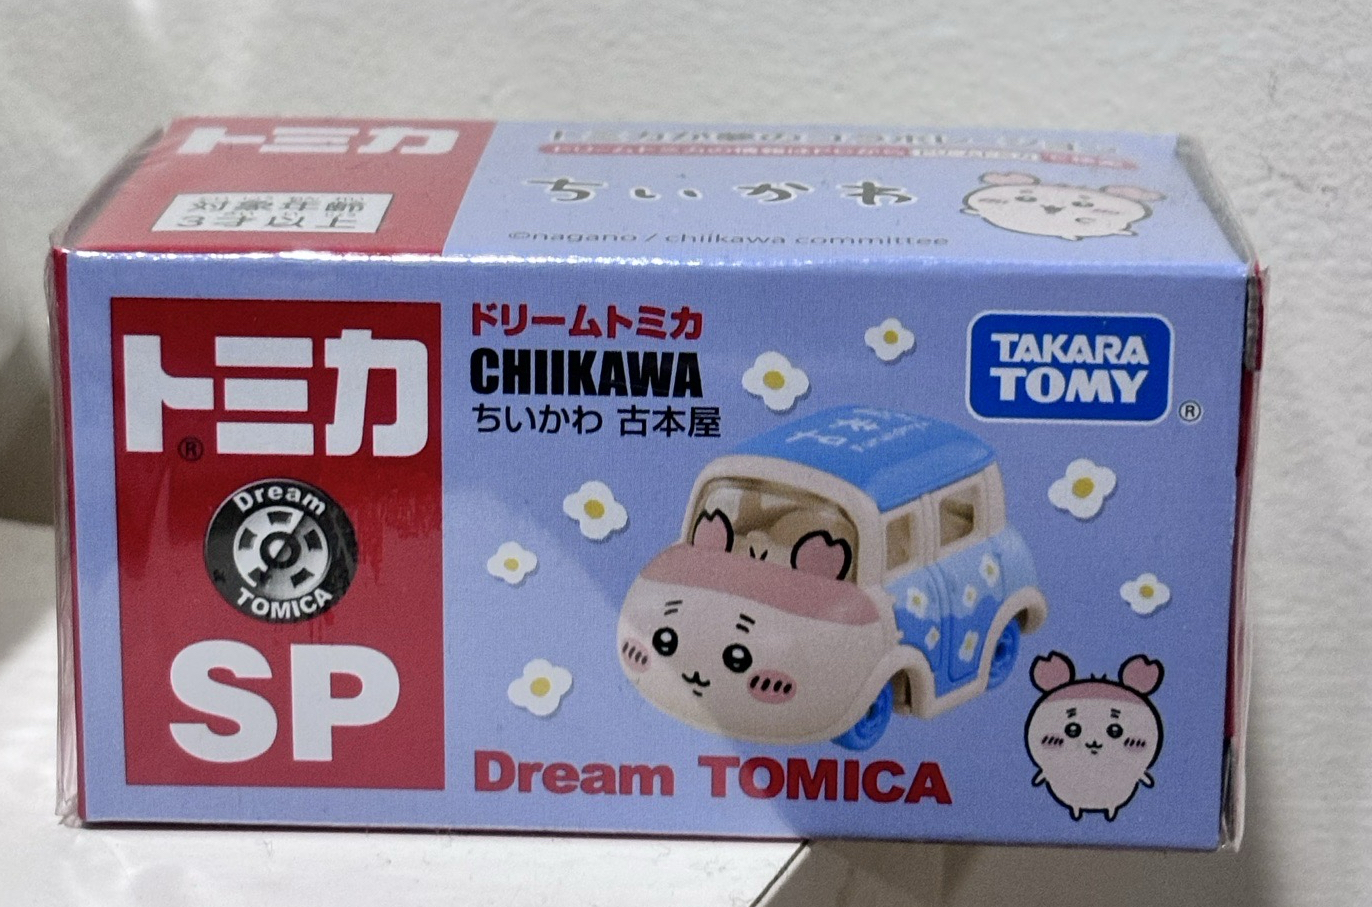 トミカ
対象年齢
3才以上
ちいかわ
©nagano / chiikawa committee
トミカ
®
Dream
TOMICA
SP
ドリームトミカ
CHIIKAWA
ちいかわ 古本屋
TAKARA
TOMY
®
Dream TOMICA